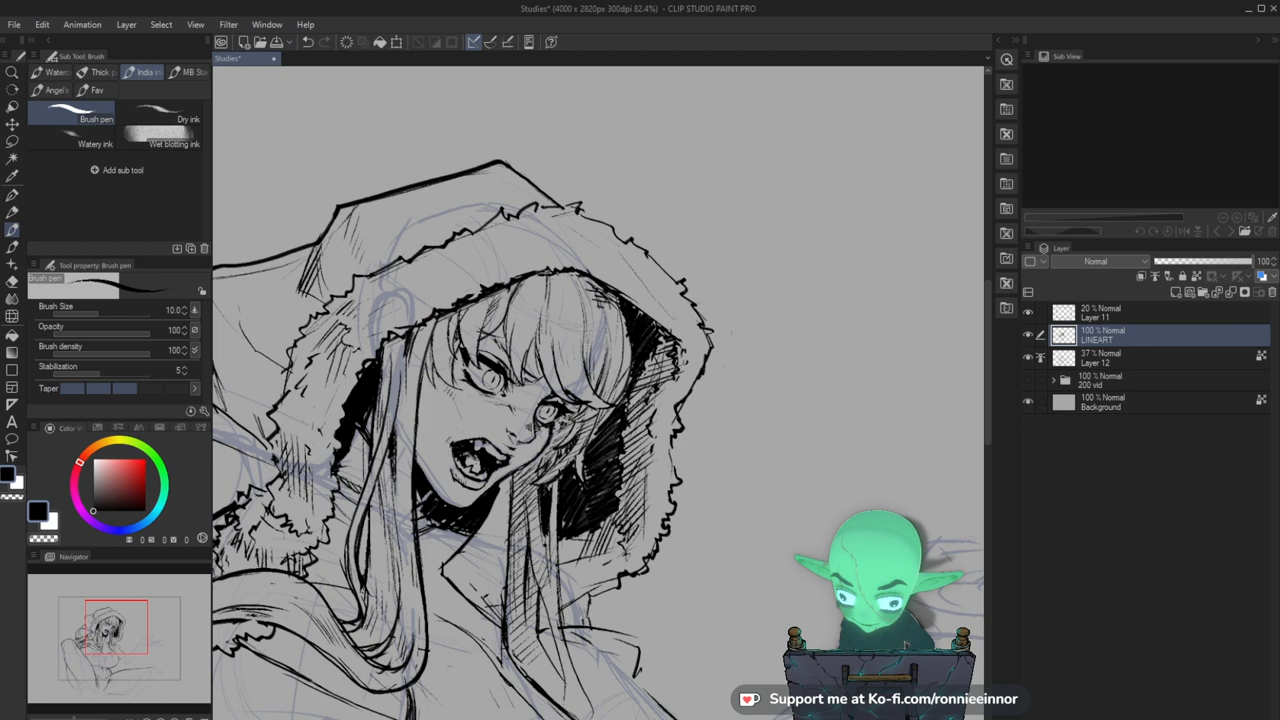 Studies* (4000 x 2820px 300dpi 82.4%) - CLIP STUDIO PAINT PRO
File Edit Animation Layer Select View Filter Window Help
Sub Tool: Brush
Studies*
Sub View
Thick
India in
MB Sta
Angel's
Fav
Brush pen
Dry ink
Watery ink
Wet blotting ink
Add sub tool
Tool property: Brush pen
Brush pen
Brush Size 10.0
Opacity 100
Brush density 100
Stabilization 5
Taper
Navigator
Layer
Normal 100
20 % Normal
Layer 11
100 % Normal
LINEART
37 % Normal
Layer 12
100 % Normal
200 vid
100 % Normal
Background
Support me at Ko-fi.com/ronnieeinnor